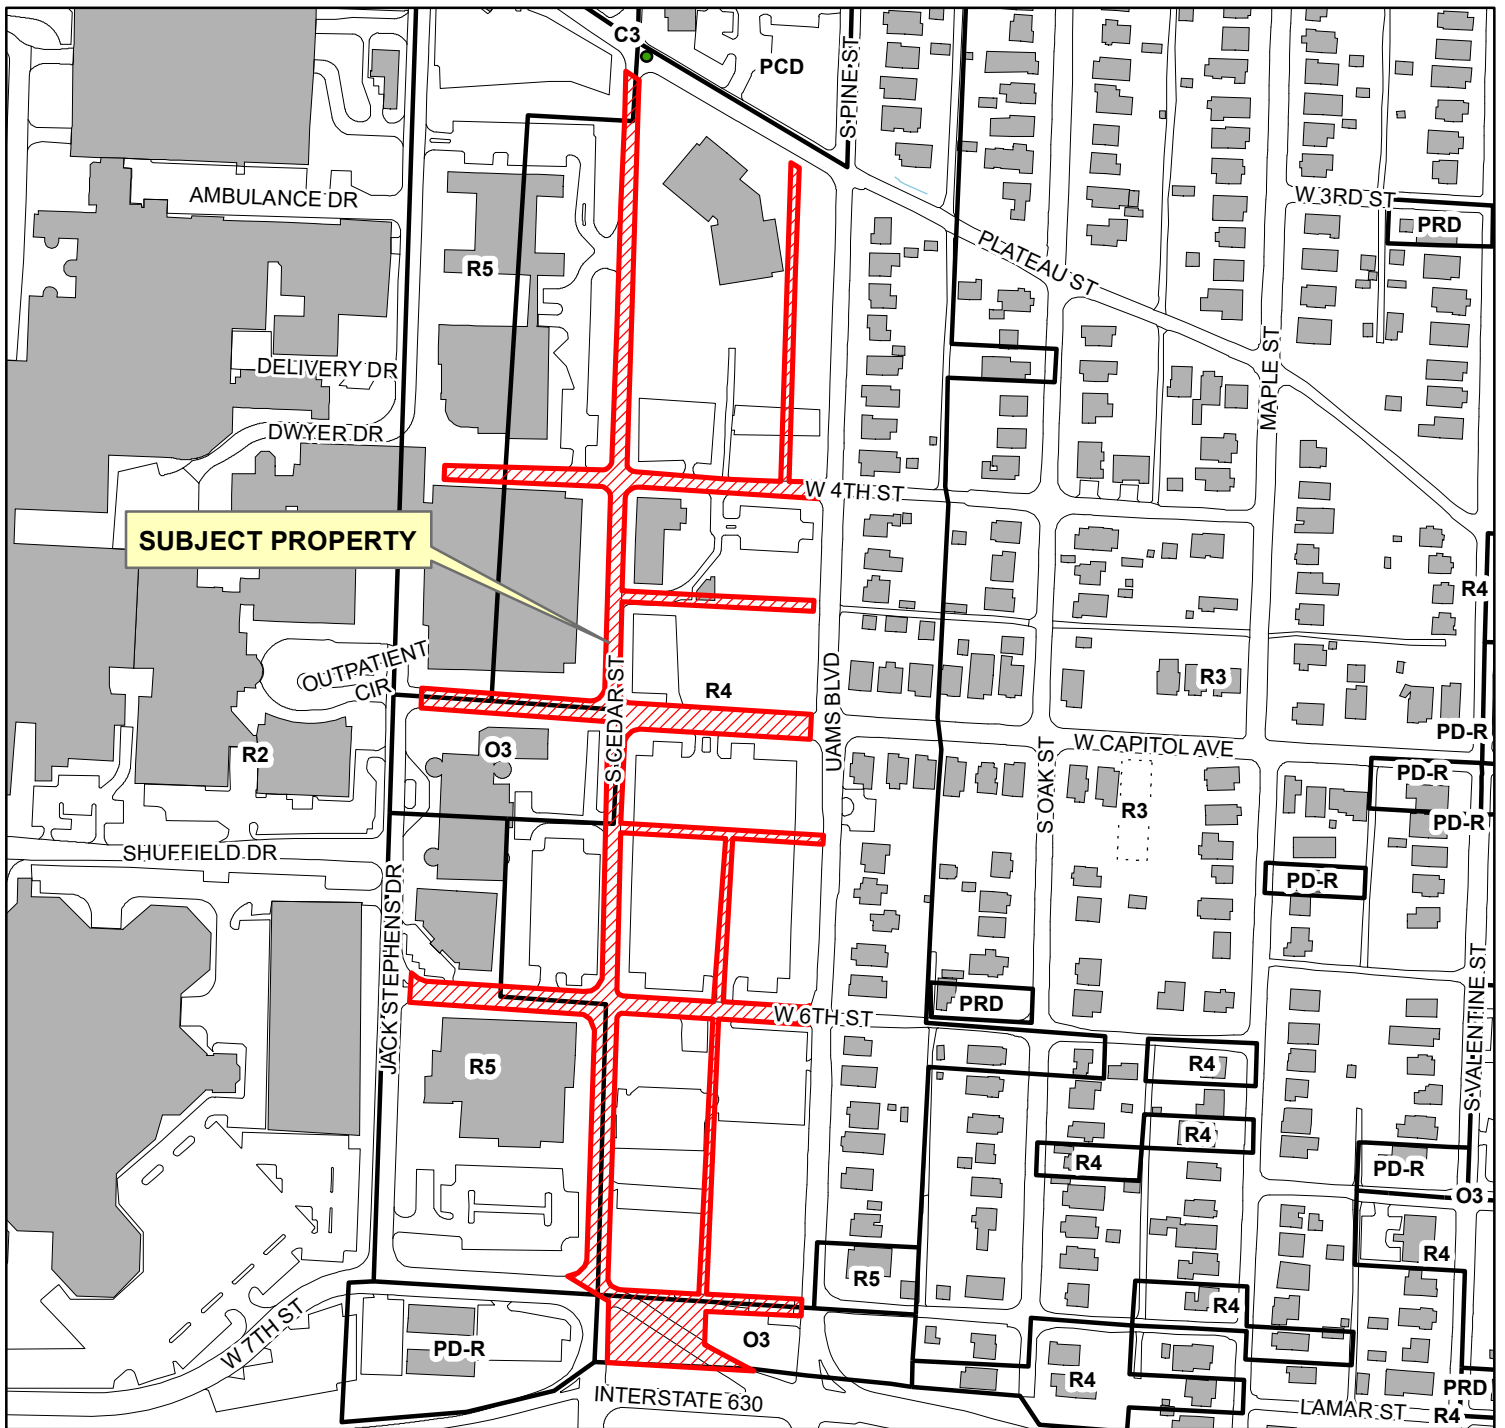 C3
PCD
S PINE ST
AMBULANCE DR
W 3RD ST
PRD
R5
PLATEAU ST
DELIVERY DR
MAPLE ST
DWYER DR
W 4TH ST
SUBJECT PROPERTY
R4
OUTPATIENT
CIR
S CEDAR ST
R4
UAMS BLVD
R3
R2
O3
S OAK ST
W CAPITOL AVE
PD-R
PD-R
R3
PD-R
SHUFFIELD DR
PD-R
JACK STEPHENS DR
S VALENTINE ST
PRD
W 6TH ST
R5
R4
R4
R4
PD-R
O3
R4
R5
R4
W 7TH ST
PD-R
O3
R4
INTERSTATE 630
PRD
LAMAR ST
R4